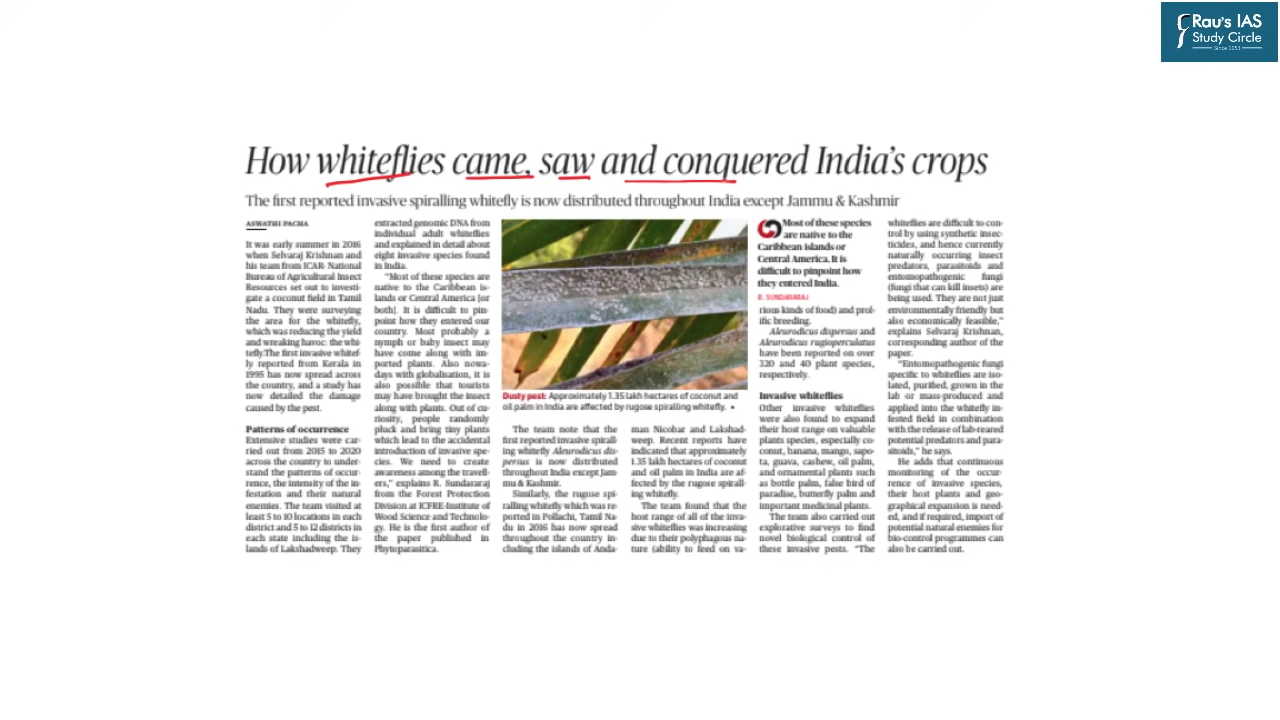 Rau's IAS
Study Circle
Since 1953
How whiteflies came, saw and conquered India's crops
The first reported invasive spiralling whitefly is now distributed throughout India except Jammu & Kashmir
ASWATHI PACHA
It was early summer in 2016
when Selvaraj Krishnan and
his team from ICAR- National
Bureau of Agricultural Insect
Resources set out to investi-
gate a coconut field in Tamil
Nadu. They were surveying
the area for the whitefly,
which was reducing the yield
and wreaking havoc: the whi-
tefly.The first invasive whitef-
ly reported from Kerala in
1995 has now spread across
the country, and a study has
now detailed the damage
caused by the pest.
Patterns of occurrence
Extensive studies were car-
ried out from 2015 to 2020
across the country to under-
stand the patterns of occur-
rence, the intensity of the in-
festation and their natural
enemies. The team visited at
least 5 to 10 locations in each
district and 5 to 12 districts in
each state including the is-
lands of Lakshadweep. They
extracted genomic DNA from
individual adult whiteflies
and explained in detail about
eight invasive species found
in India.
"Most of these species are
native to the Caribbean is-
lands or Central America [or
both]. It is difficult to pin-
point how they entered our
country. Most probably a
nymph or baby insect may
have come along with im-
ported plants. Also nowa-
days with globalisation, it is
also possible that tourists
may have brought the insect
along with plants. Out of cu-
riosity, people randomly
pluck and bring tiny plants
which lead to the accidental
introduction of invasive spe-
cies. We need to create
awareness among the travell-
ers," explains R. Sundararaj
from the Forest Protection
Division at ICFRE-Institute of
Wood Science and Technolo-
gy. He is the first author of
the paper published in
Phytoparasitica.
Dusty pest: Approximately 1.35 lakh hectares of coconut and
oil palm in India are affected by rugose spiralling whitefly. •
The team note that the
first reported invasive spirall-
ing whitefly Aleurodicus dis-
persus is now distributed
throughout India except Jam-
mu & Kashmir.
Similarly, the rugose spi-
ralling whitefly which was re-
ported in Pollachi, Tamil Na-
du in 2016 has now spread
throughout the country in-
cluding the islands of Anda-
man Nicobar and Lakshad-
weep. Recent reports have
indicated that approximately
1.35 lakh hectares of coconut
and oil palm in India are af-
fected by the rugose spirall-
ing whitefly.
The team found that the
host range of all of the inva-
sive whiteflies was increasing
due to their polyphagous na-
ture (ability to feed on va-
Most of these species
are native to the
Caribbean islands or
Central America. It is
difficult to pinpoint how
they entered India.
R. SUNDARARAJ
rious kinds of food) and prol-
ific breeding.
Aleurodicus dispersus and
Aleurodicus rugioperculatus
have been reported on over
320 and 40 plant species,
respectively.
Invasive whiteflies
Other invasive whiteflies
were also found to expand
their host range on valuable
plants species, especially co-
conut, banana, mango, sapo-
ta, guava, cashew, oil palm,
and ornamental plants such
as bottle palm, false bird of
paradise, butterfly palm and
important medicinal plants.
The team also carried out
explorative surveys to find
novel biological control of
these invasive pests. "The
whiteflies are difficult to con-
trol by using synthetic insec-
ticides, and hence currently
naturally occurring insect
predators, parasitoids and
entomopathogenic fungi
(fungi that can kill insects) are
being used. They are not just
environmentally friendly but
also economically feasible,"
explains Selvaraj Krishnan,
corresponding author of the
paper.
"Entomopathogenic fungi
specific to whiteflies are iso-
lated, purified, grown in the
lab or mass-produced and
applied into the whitefly in-
fested field in combination
with the release of lab-reared
potential predators and para-
sitoids," he says.
He adds that continuous
monitoring of the occur-
rence of invasive species,
their host plants and geo-
graphical expansion is need-
ed, and if required, import of
potential natural enemies for
bio-control programmes can
also be carried out.